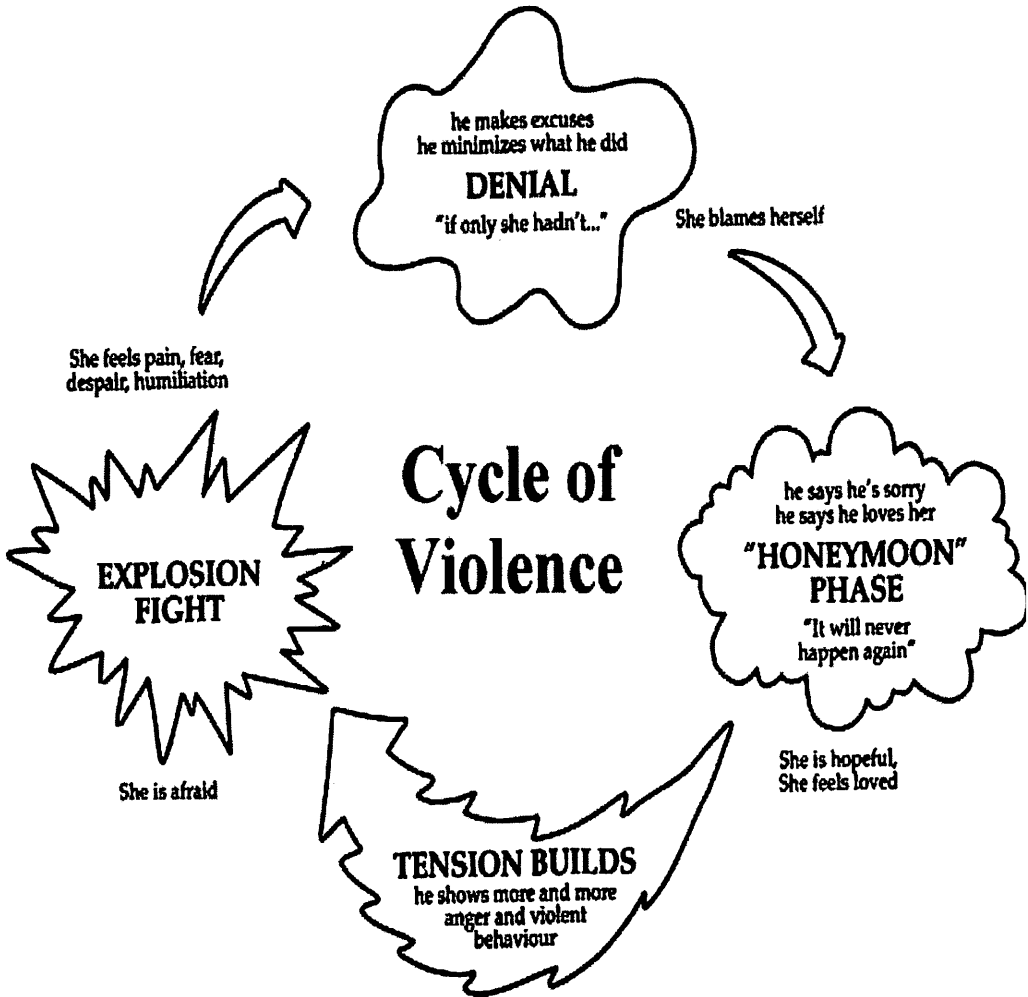 he makes excuses
he minimizes what he did
DENIAL
"if only she hadn't..."
She blames herself
She feels pain, fear,
despair, humiliation
Cycle of
Violence
he says he's sorry
he says he loves her
"HONEYMOON"
PHASE
"It will never
happen again"
EXPLOSION
FIGHT
She is hopeful,
She feels loved
She is afraid
TENSION BUILDS
he shows more and more
anger and violent
behaviour